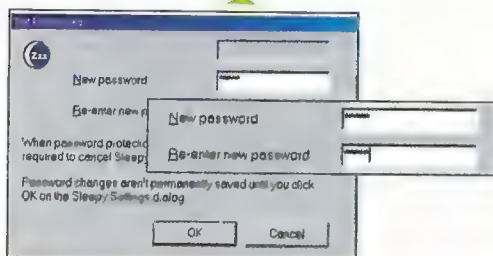 Zzz
New password
Re-enter new p
New password
Re-enter new password
When password protectio
required to cancel Sleep
Password changes aren't permanently saved until you click
OK on the Sleepy Settings dialog
OK
Cancel